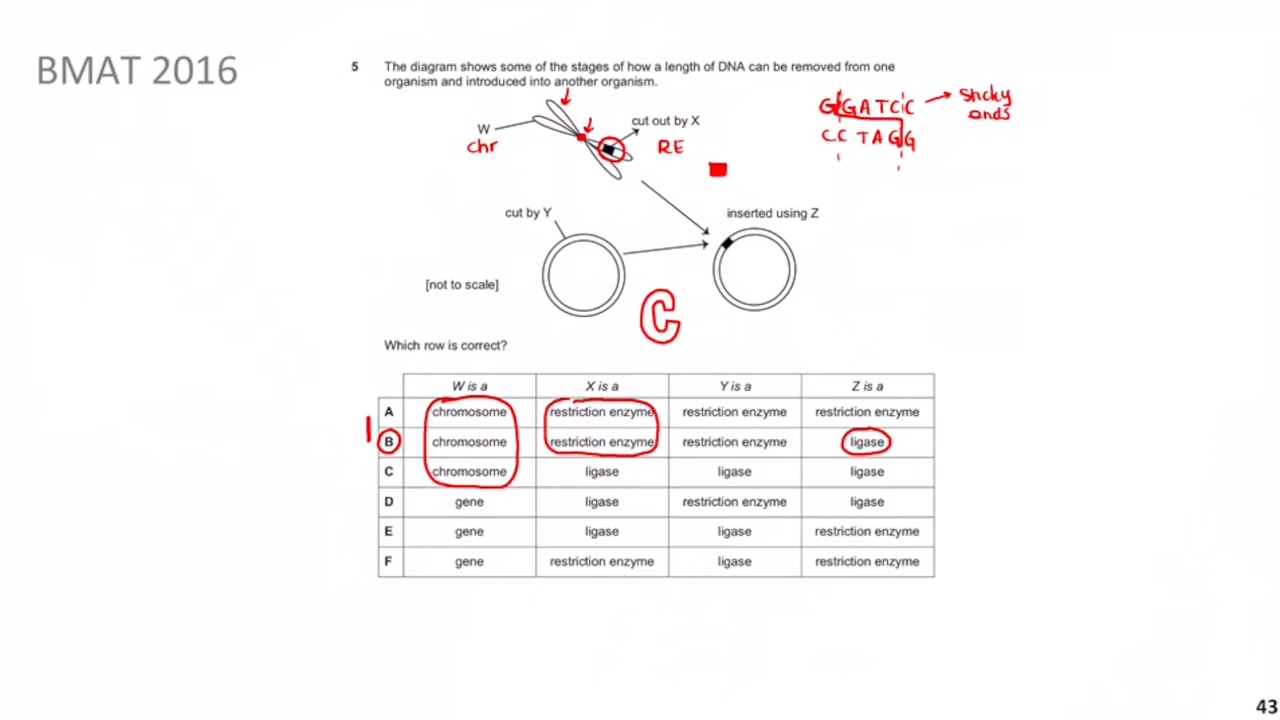 BMAT 2016
5 The diagram shows some of the stages of how a length of DNA can be removed from one
organism and introduced into another organism.
W
chr
cut out by X
RE
GGATCC
CCTAGG
Sticky
ends
cut by Y
inserted using Z
[not to scale]
C
Which row is correct?
W is a X is a Y is a Z is a
A chromosome restriction enzyme restriction enzyme restriction enzyme
1 B chromosome restriction enzyme restriction enzyme ligase
C chromosome ligase ligase ligase
D gene ligase restriction enzyme ligase
E gene ligase ligase restriction enzyme
F gene restriction enzyme ligase restriction enzyme
43